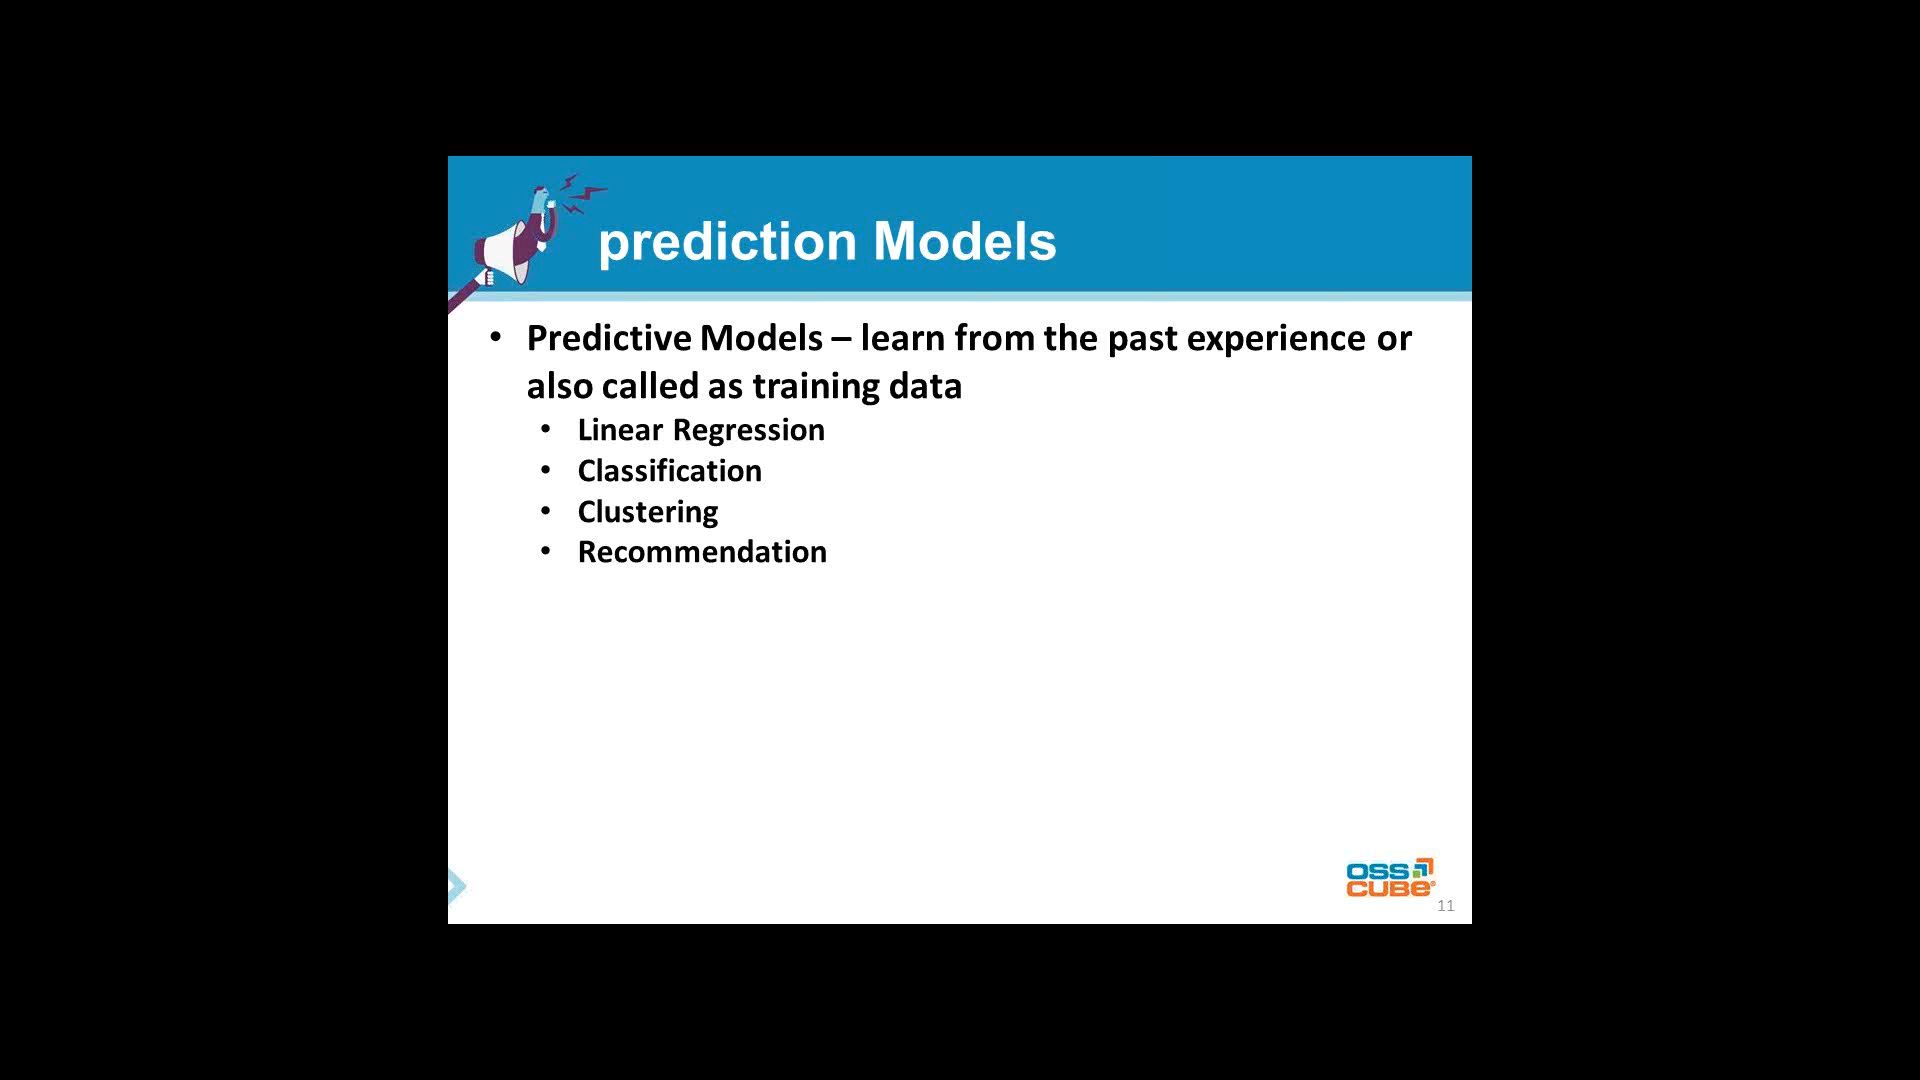 prediction Models
• Predictive Models – learn from the past experience or
also called as training data
• Linear Regression
• Classification
• Clustering
• Recommendation
OSS
CUBE®
11